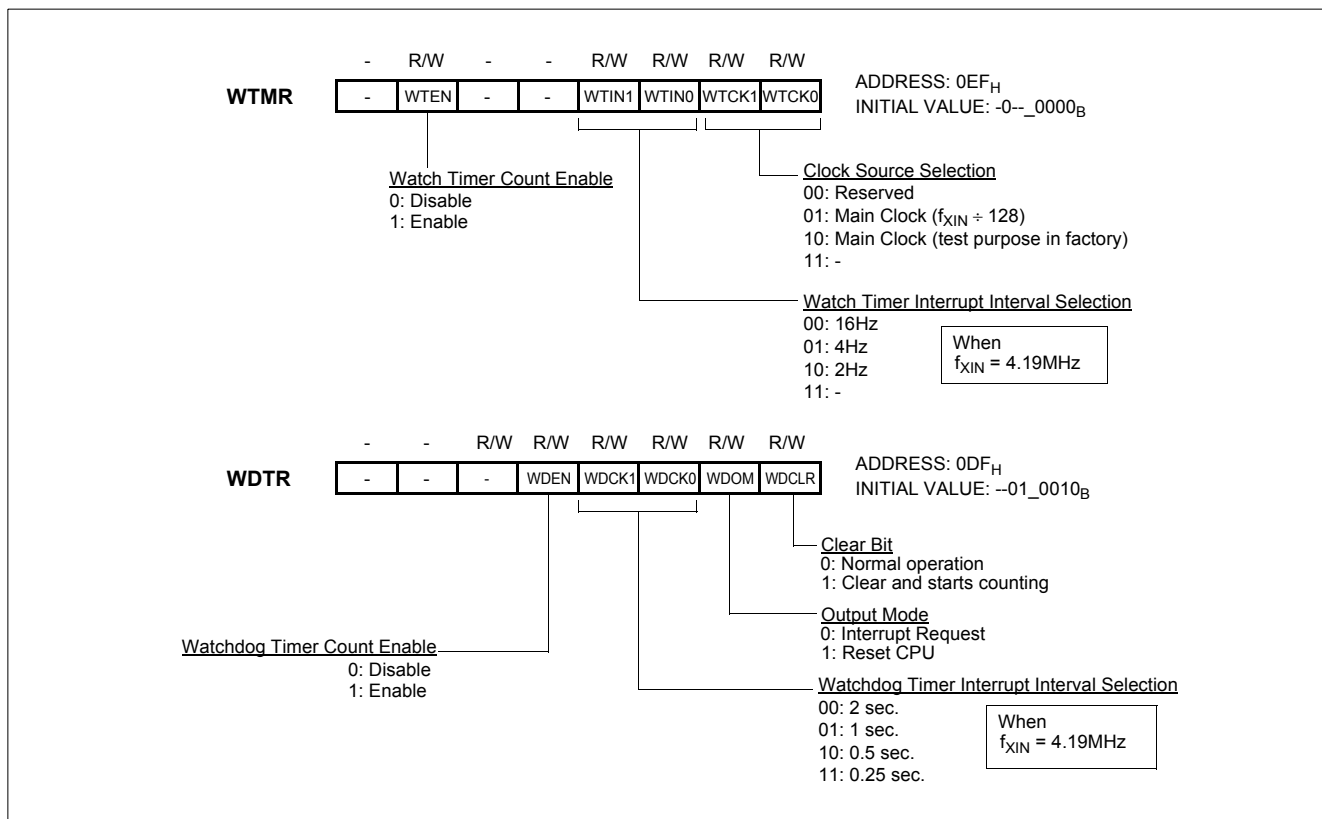 - R/W - - R/W R/W R/W R/W
WTMR - WTEN - - WTIN1 WTIN0 WTCK1 WTCK0
ADDRESS: 0EFH
INITIAL VALUE: -0--_0000B
Watch Timer Count Enable
0: Disable
1: Enable
Clock Source Selection
00: Reserved
01: Main Clock (fXIN ÷ 128)
10: Main Clock (test purpose in factory)
11: -
Watch Timer Interrupt Interval Selection
00: 16Hz
01: 4Hz
10: 2Hz
11: -
When
fXIN = 4.19MHz
- - R/W R/W R/W R/W R/W R/W
WDTR - - - WDEN WDCK1 WDCK0 WDOM WDCLR
ADDRESS: 0DFH
INITIAL VALUE: --01_0010B
Clear Bit
0: Normal operation
1: Clear and starts counting
Output Mode
0: Interrupt Request
1: Reset CPU
Watchdog Timer Count Enable
0: Disable
1: Enable
Watchdog Timer Interrupt Interval Selection
00: 2 sec.
01: 1 sec.
10: 0.5 sec.
11: 0.25 sec.
When
fXIN = 4.19MHz